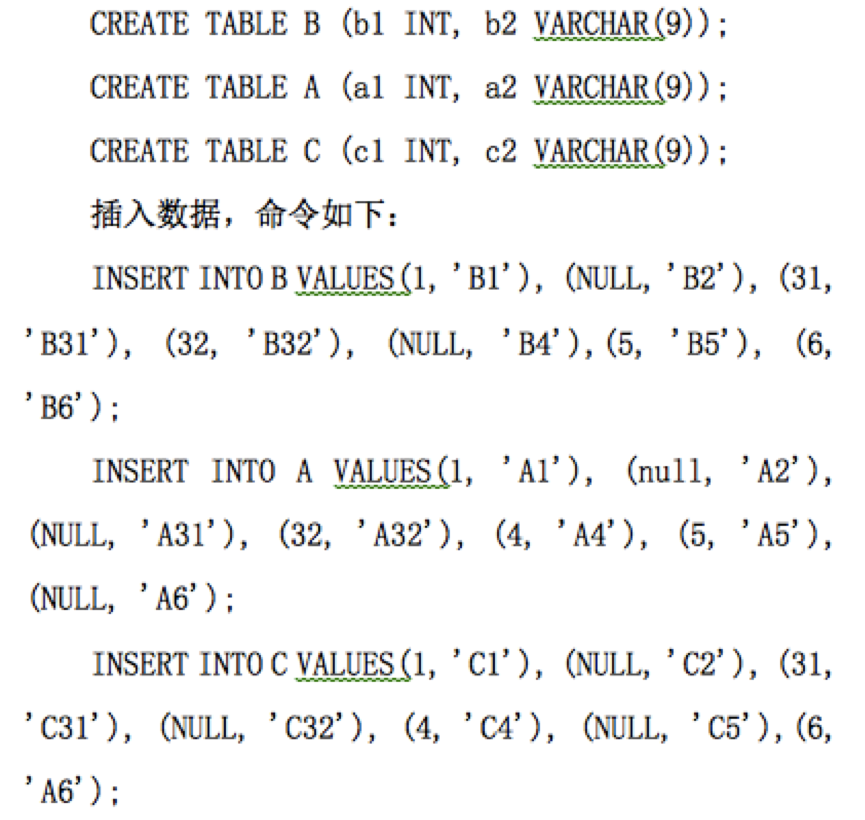 CREATE TABLE B (b1 INT, b2 VARCHAR(9));
CREATE TABLE A (a1 INT, a2 VARCHAR(9));
CREATE TABLE C (c1 INT, c2 VARCHAR(9));
插入数据，命令如下：
INSERT INTO B VALUES(1, 'B1'), (NULL, 'B2'), (31,
'B31'), (32, 'B32'), (NULL, 'B4'),(5, 'B5'), (6,
'B6');
INSERT INTO A VALUES(1, 'A1'), (null, 'A2'),
(NULL, 'A31'), (32, 'A32'), (4, 'A4'), (5, 'A5'),
(NULL, 'A6');
INSERT INTO C VALUES(1, 'C1'), (NULL, 'C2'), (31,
'C31'), (NULL, 'C32'), (4, 'C4'), (NULL, 'C5'),(6,
'A6');